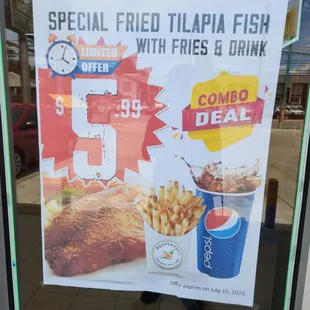 SPECIAL FRIED TILAPIA FISH
WITH FRIES & DRINK
LIMITED
OFFER
$5.99
COMBO
DEAL
pepsi
Offer expires on July 15, 2024